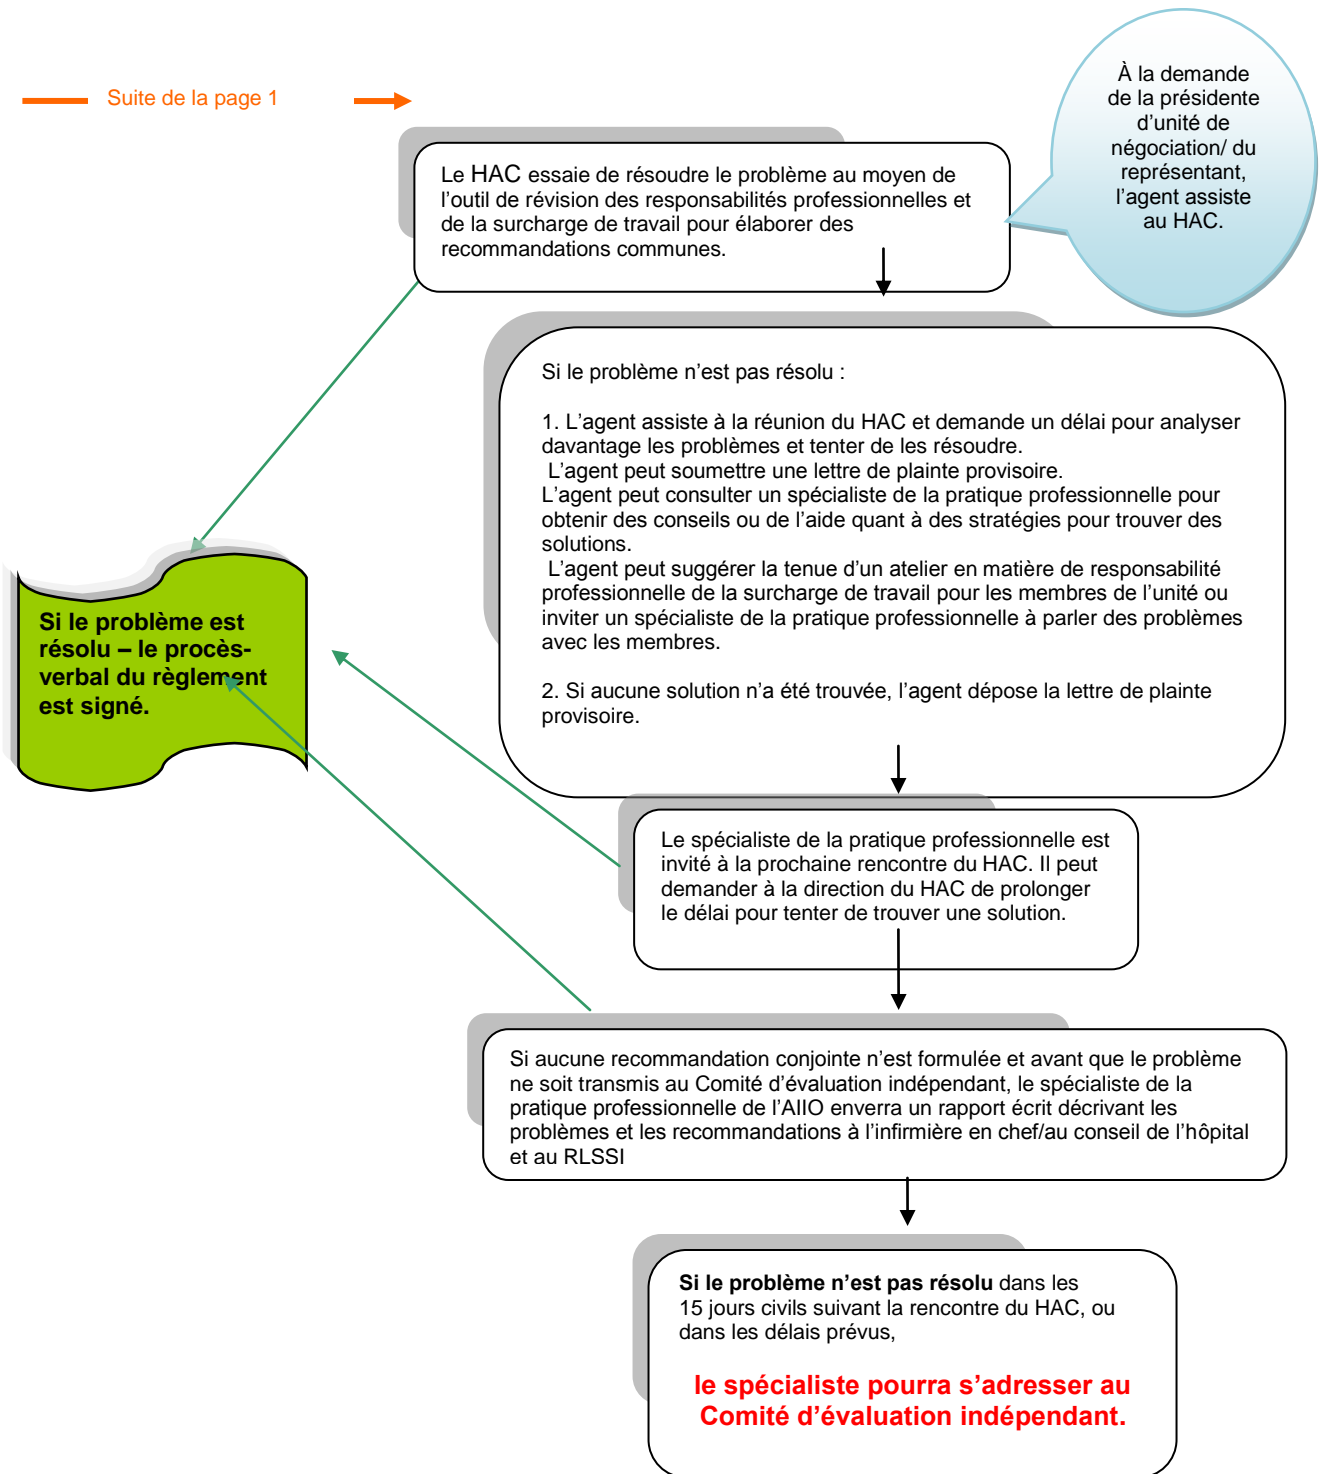 Suite de la page 1
À la demande
de la présidente
d’unité de
négociation/ du
représentant,
l’agent assiste
au HAC.
Le HAC essaie de résoudre le problème au moyen de
l’outil de révision des responsabilités professionnelles et
de la surcharge de travail pour élaborer des
recommandations communes.
Si le problème n’est pas résolu :
1. L’agent assiste à la réunion du HAC et demande un délai pour analyser
davantage les problèmes et tenter de les résoudre.
L’agent peut soumettre une lettre de plainte provisoire.
L’agent peut consulter un spécialiste de la pratique professionnelle pour
obtenir des conseils ou de l’aide quant à des stratégies pour trouver des
solutions.
L’agent peut suggérer la tenue d’un atelier en matière de responsabilité
professionnelle de la surcharge de travail pour les membres de l’unité ou
inviter un spécialiste de la pratique professionnelle à parler des problèmes
avec les membres.
2. Si aucune solution n’a été trouvée, l’agent dépose la lettre de plainte
provisoire.
Si le problème est
résolu – le procès-
verbal du règlement
est signé.
Le spécialiste de la pratique professionnelle est
invité à la prochaine rencontre du HAC. Il peut
demander à la direction du HAC de prolonger
le délai pour tenter de trouver une solution.
Si aucune recommandation conjointe n’est formulée et avant que le problème
ne soit transmis au Comité d’évaluation indépendant, le spécialiste de la
pratique professionnelle de l’AIIO enverra un rapport écrit décrivant les
problèmes et les recommandations à l’infirmière en chef/au conseil de l’hôpital
et au RLSSI
Si le problème n’est pas résolu dans les
15 jours civils suivant la rencontre du HAC, ou
dans les délais prévus,
le spécialiste pourra s’adresser au
Comité d’évaluation indépendant.